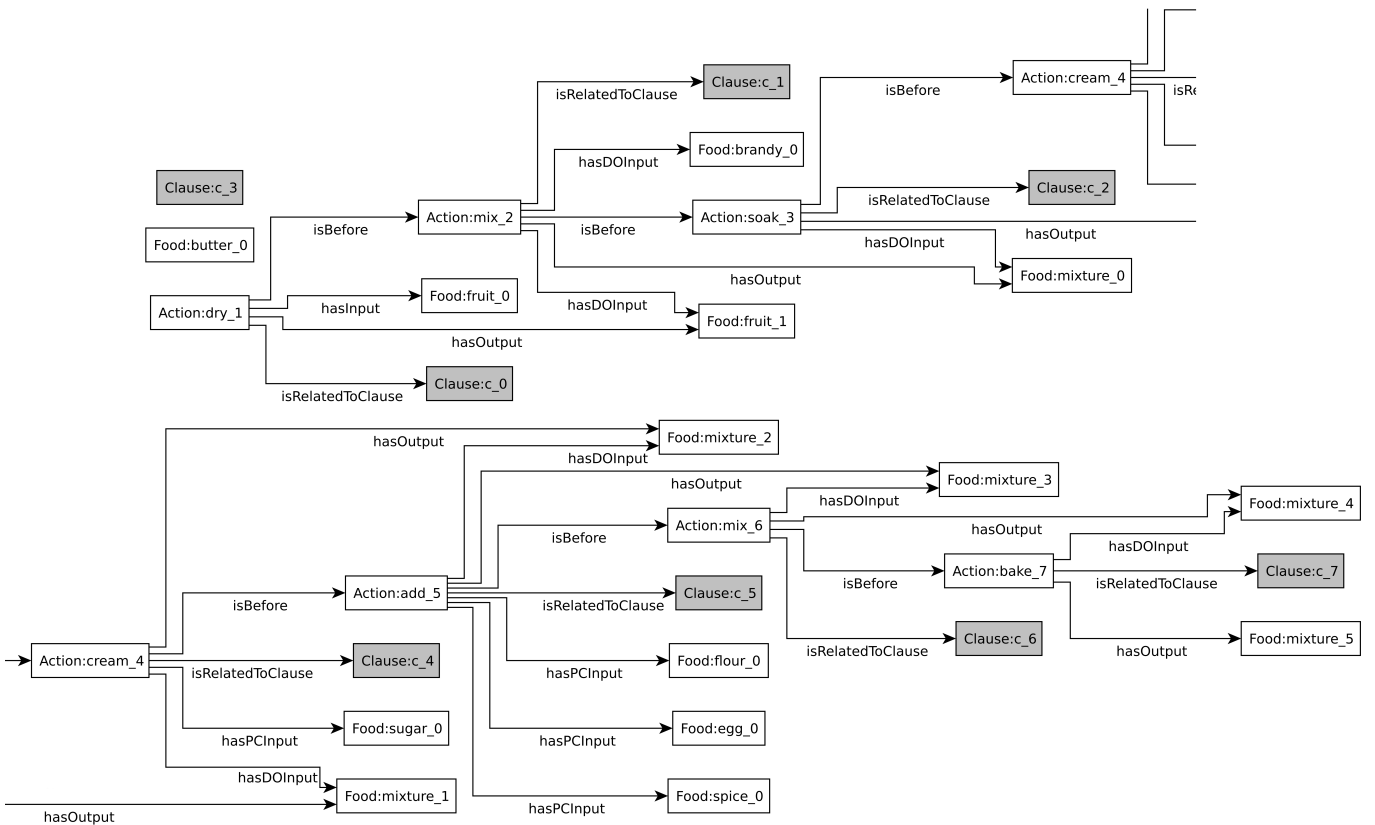 Clause:c_1
isRelatedToClause
Action:cream_4
isBefore
isRe
Food:brandy_0
hasDOInput
Clause:c_3
Clause:c_2
isRelatedToClause
Action:mix_2
Action:soak_3
isBefore
isBefore
hasOutput
Food:butter_0
hasDOInput
Food:mixture_0
hasOutput
Food:fruit_0
hasInput
hasDOInput
Action:dry_1
Food:fruit_1
hasOutput
Clause:c_0
isRelatedToClause
Food:mixture_2
hasOutput
hasDOInput
Food:mixture_3
hasOutput
hasDOInput
Food:mixture_4
Action:mix_6
hasOutput
isBefore
hasDOInput
Action:bake_7
Clause:c_7
isBefore
isRelatedToClause
Action:add_5
Clause:c_5
isBefore
isRelatedToClause
Clause:c_6
Food:mixture_5
isRelatedToClause
hasOutput
Action:cream_4
Clause:c_4
Food:flour_0
isRelatedToClause
hasPCInput
Food:sugar_0
Food:egg_0
hasPCInput
hasPCInput
hasDOInput
Food:mixture_1
Food:spice_0
hasPCInput
hasOutput